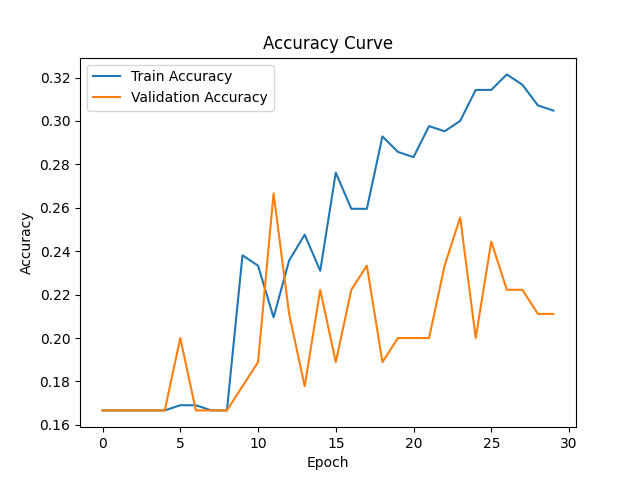 Accuracy Curve
Train Accuracy
Validation Accuracy
Accuracy
0.32
0.30
0.28
0.26
0.24
0.22
0.20
0.18
0.16
0 5 10 15 20 25 30
Epoch